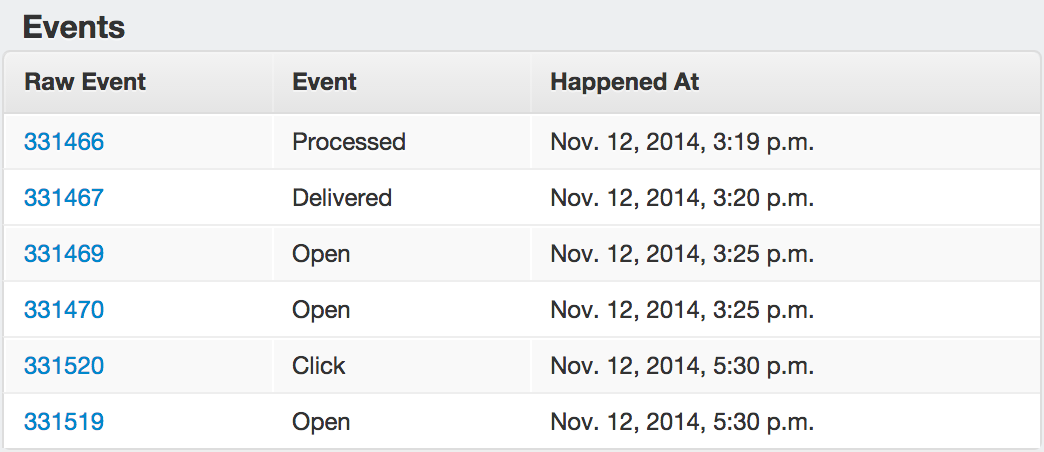 Events
Raw Event Event Happened At
331466 Processed Nov. 12, 2014, 3:19 p.m.
331467 Delivered Nov. 12, 2014, 3:20 p.m.
331469 Open Nov. 12, 2014, 3:25 p.m.
331470 Open Nov. 12, 2014, 3:25 p.m.
331520 Click Nov. 12, 2014, 5:30 p.m.
331519 Open Nov. 12, 2014, 5:30 p.m.